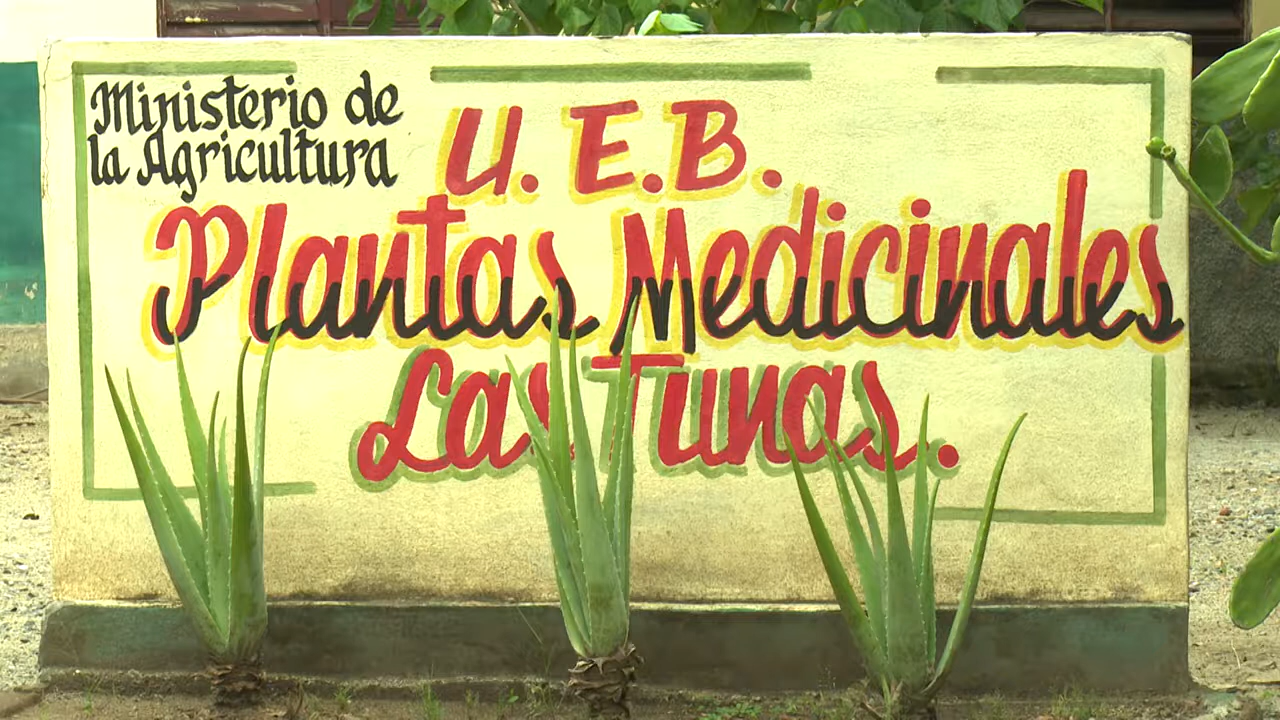 Ministerio de
la Agricultura
U.E.B.
Plantas Medicinales
Las Tunas.